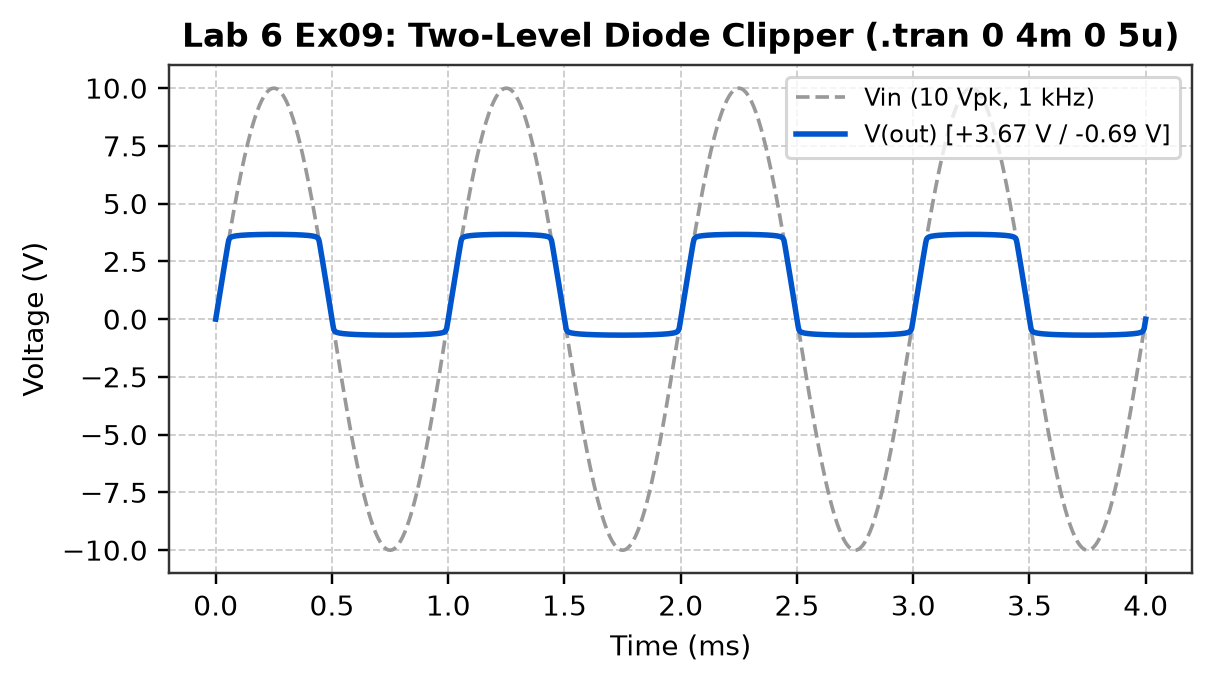 Lab 6 Ex09: Two-Level Diode Clipper (.tran 0 4m 0 5u)
Vin (10 Vpk, 1 kHz)
V(out) [+3.67 V / -0.69 V]
Voltage (V)
10.0
7.5
5.0
2.5
0.0
−2.5
−5.0
−7.5
−10.0
0.0 0.5 1.0 1.5 2.0 2.5 3.0 3.5 4.0
Time (ms)